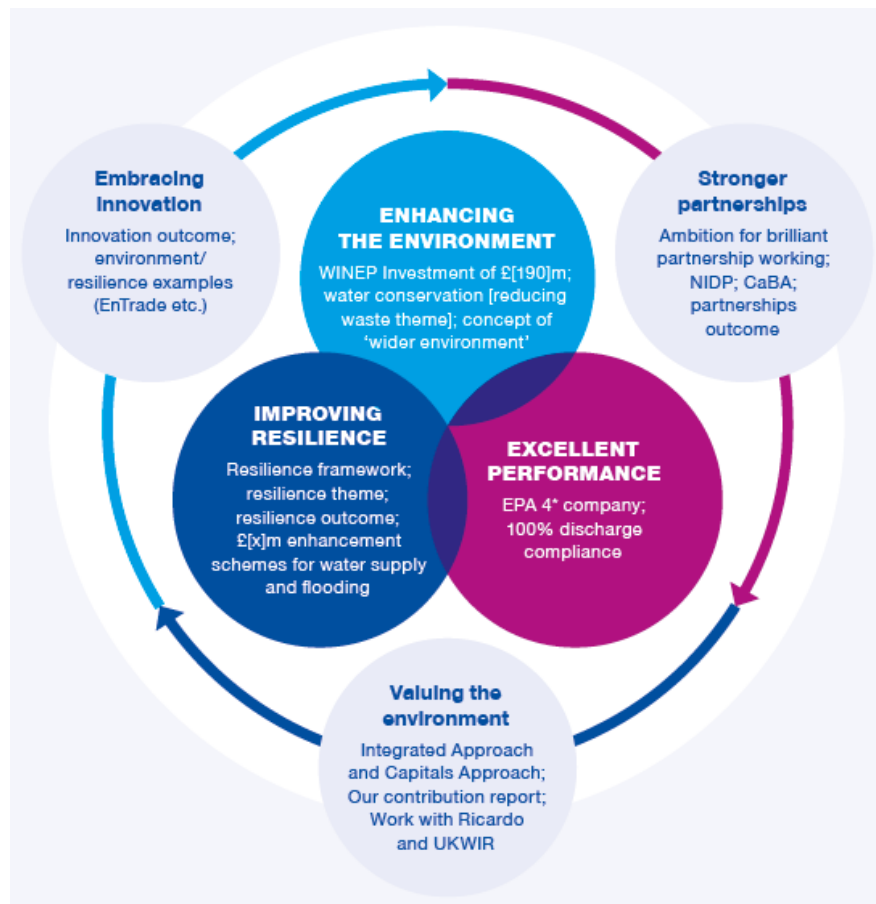 Embracing
innovation
Innovation outcome;
environment/
resilience examples
(EnTrade etc.)
ENHANCING
THE ENVIRONMENT
WINEP Investment of £[190]m;
water conservation [reducing
waste theme]; concept of
‘wider environment’
Stronger
partnerships
Ambition for brilliant
partnership working;
NIDP; CaBA;
partnerships
outcome
IMPROVING
RESILIENCE
Resilience framework;
resilience theme;
resilience outcome;
£[x]m enhancement
schemes for water supply
and flooding
EXCELLENT
PERFORMANCE
EPA 4* company;
100% discharge
compliance
Valuing the
environment
Integrated Approach
and Capitals Approach;
Our contribution report;
Work with Ricardo
and UKWIR